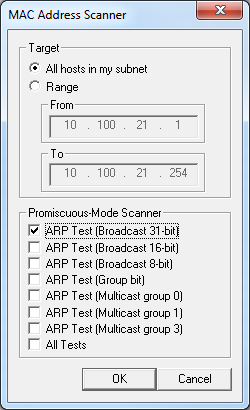 MAC Address Scanner
Target
All hosts in my subnet
Range
From
10 . 100 . 21 . 1
To
10 . 100 . 21 . 254
Promiscuous-Mode Scanner
ARP Test (Broadcast 31-bit)
ARP Test (Broadcast 16-bit)
ARP Test (Broadcast 8-bit)
ARP Test (Group bit)
ARP Test (Multicast group 0)
ARP Test (Multicast group 1)
ARP Test (Multicast group 3)
All Tests
OK Cancel